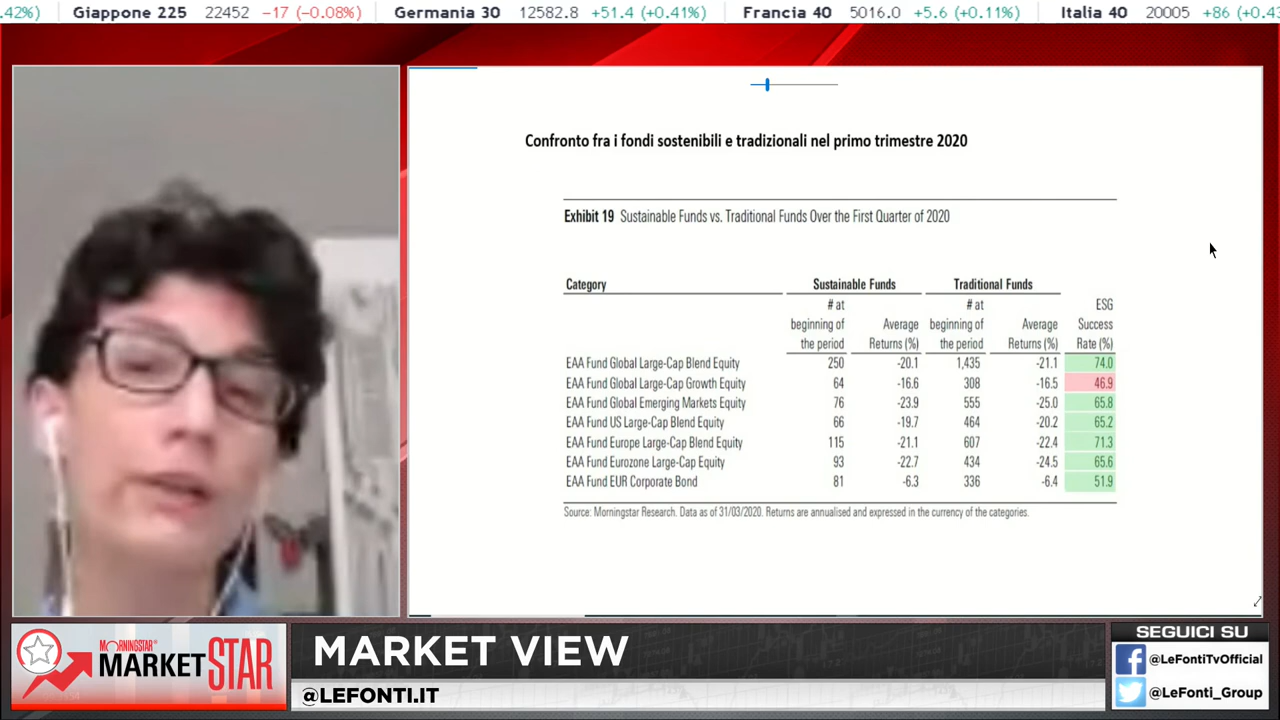 .42%) Giappone 225 22452 −17 (−0.08%) Germania 30 12582.8 +51.4 (+0.41%) Francia 40 5016.0 +5.6 (+0.11%) Italia 40 20005 +86 (+0.43
Confronto fra i fondi sostenibili e tradizionali nel primo trimestre 2020
Exhibit 19 Sustainable Funds vs. Traditional Funds Over the First Quarter of 2020
Category Sustainable Funds Traditional Funds
# at # at ESG
beginning of Average beginning of Average Success
the period Returns (%) the period Returns (%) Rate (%)
EAA Fund Global Large-Cap Blend Equity 250 -20.1 1,435 -21.1 74.0
EAA Fund Global Large-Cap Growth Equity 64 -16.6 308 -16.5 46.9
EAA Fund Global Emerging Markets Equity 76 -23.9 555 -25.0 65.8
EAA Fund US Large-Cap Blend Equity 66 -19.7 464 -20.2 65.2
EAA Fund Europe Large-Cap Blend Equity 115 -21.1 607 -22.4 71.3
EAA Fund Eurozone Large-Cap Equity 93 -22.7 434 -24.5 65.6
EAA Fund EUR Corporate Bond 81 -6.3 336 -6.4 51.9
Source: Morningstar Research. Data as of 31/03/2020. Returns are annualised and expressed in the currency of the categories.
MORNINGSTAR
MARKET STAR
MARKET VIEW
@LEFONTI.IT
SEGUICI SU
@LeFontiTvOfficial
@LeFonti_Group